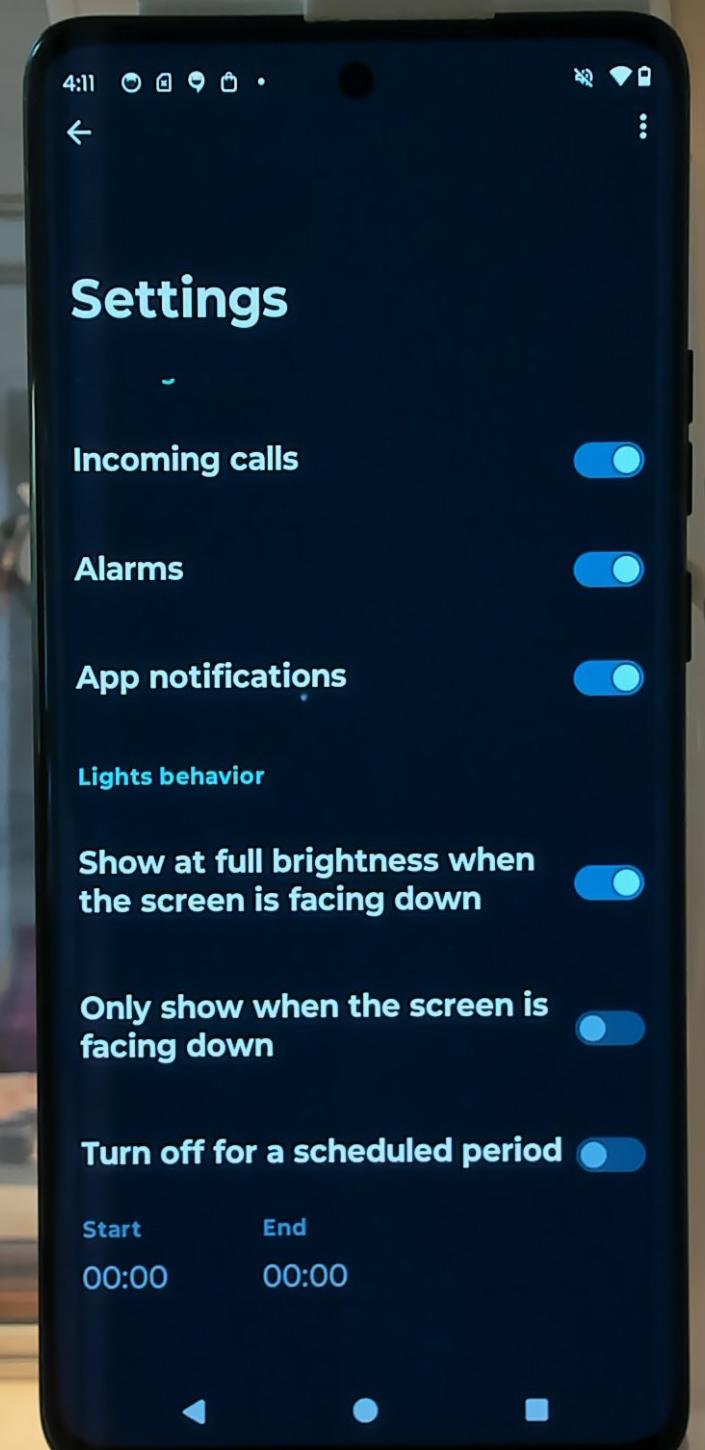 4:11
Settings
Incoming calls
Alarms
App notifications
Lights behavior
Show at full brightness when
the screen is facing down
Only show when the screen is
facing down
Turn off for a scheduled period
Start End
00:00 00:00